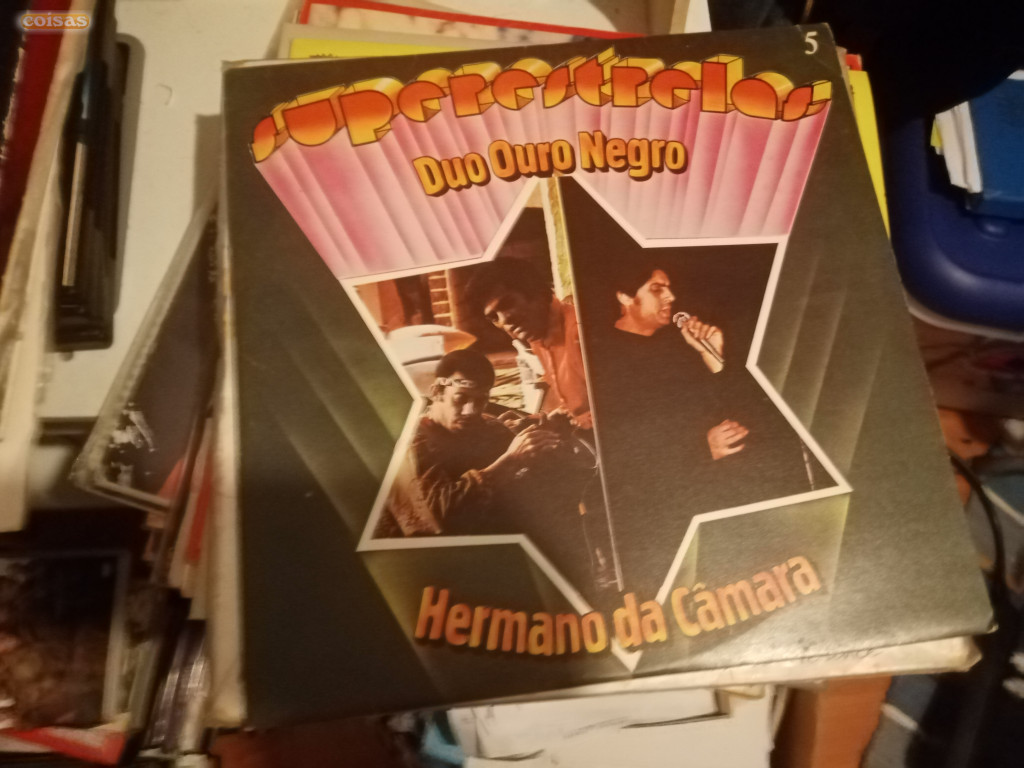 coisas
5
superestrelas
Duo Ouro Negro
Hermano da Câmara